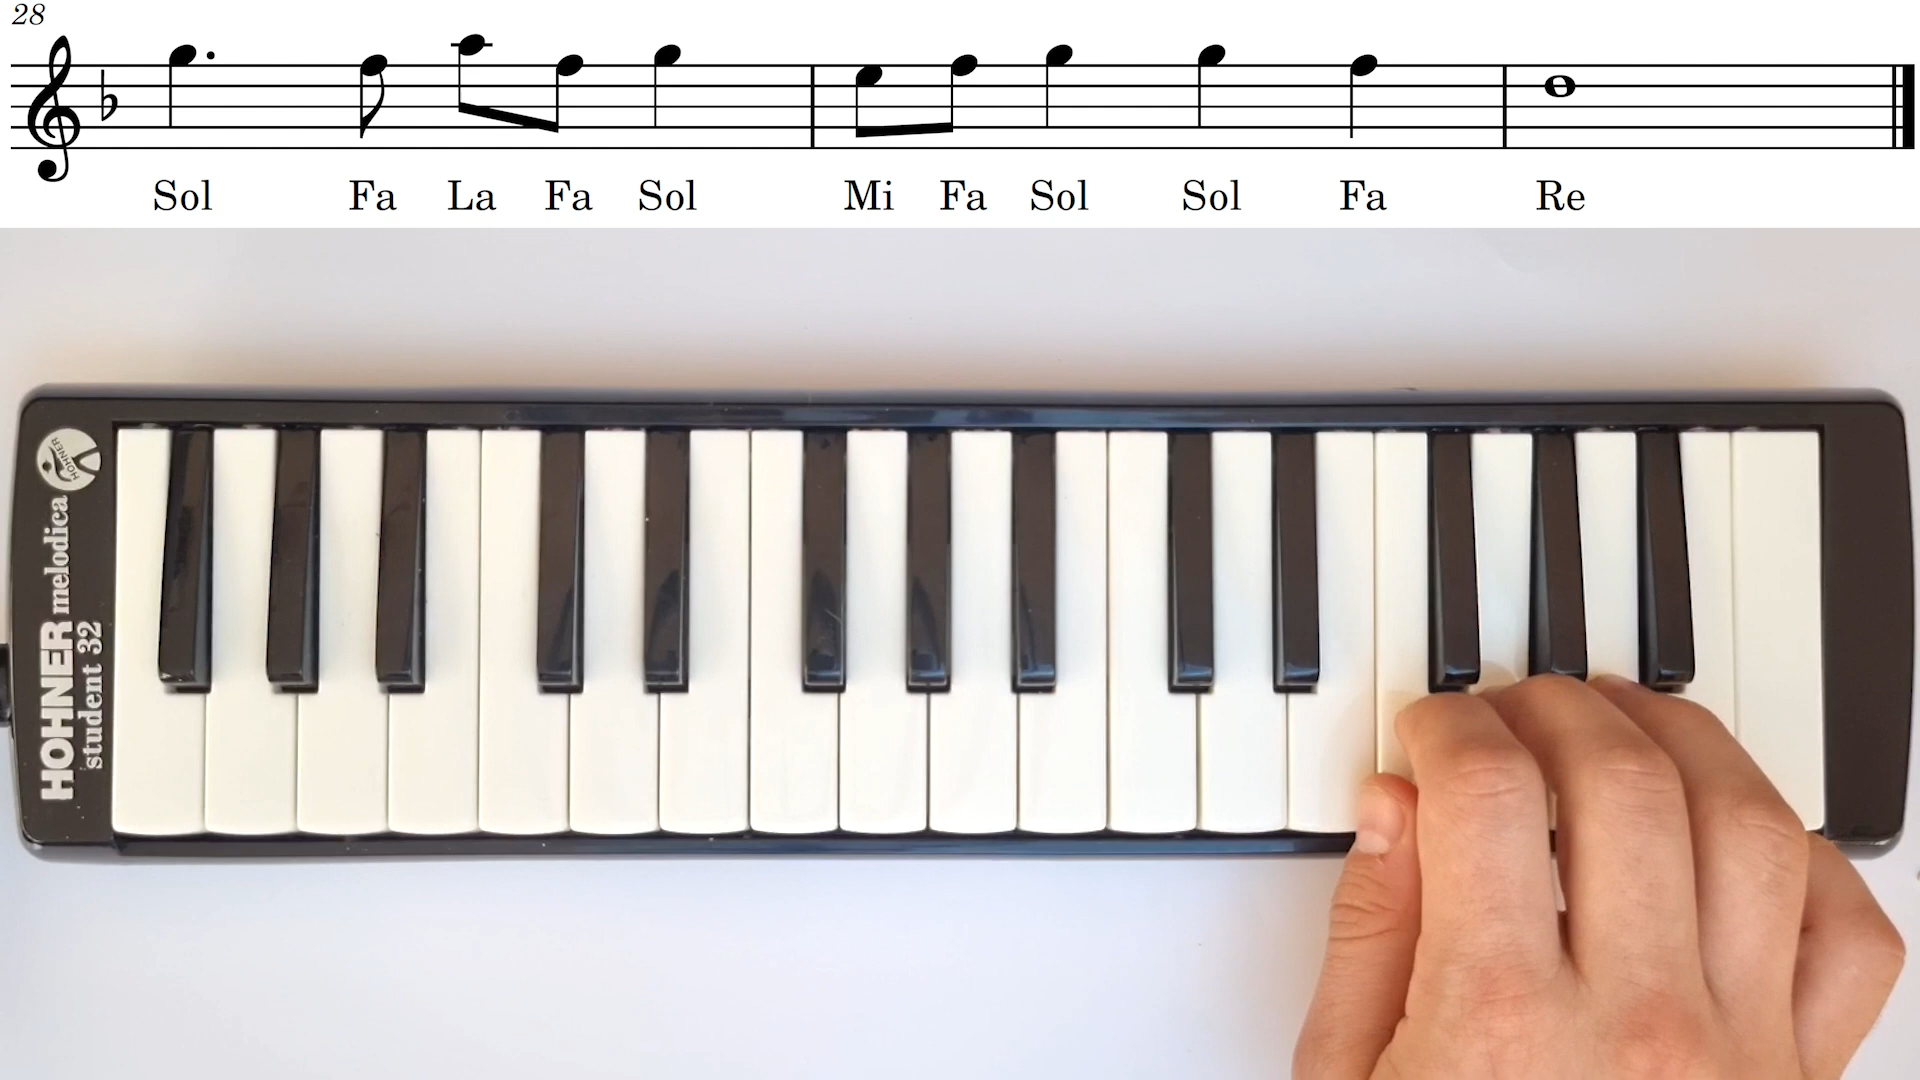 28
Sol Fa La Fa Sol Mi Fa Sol Sol Fa Re
HOHNER
HOHNER melodica
student 32